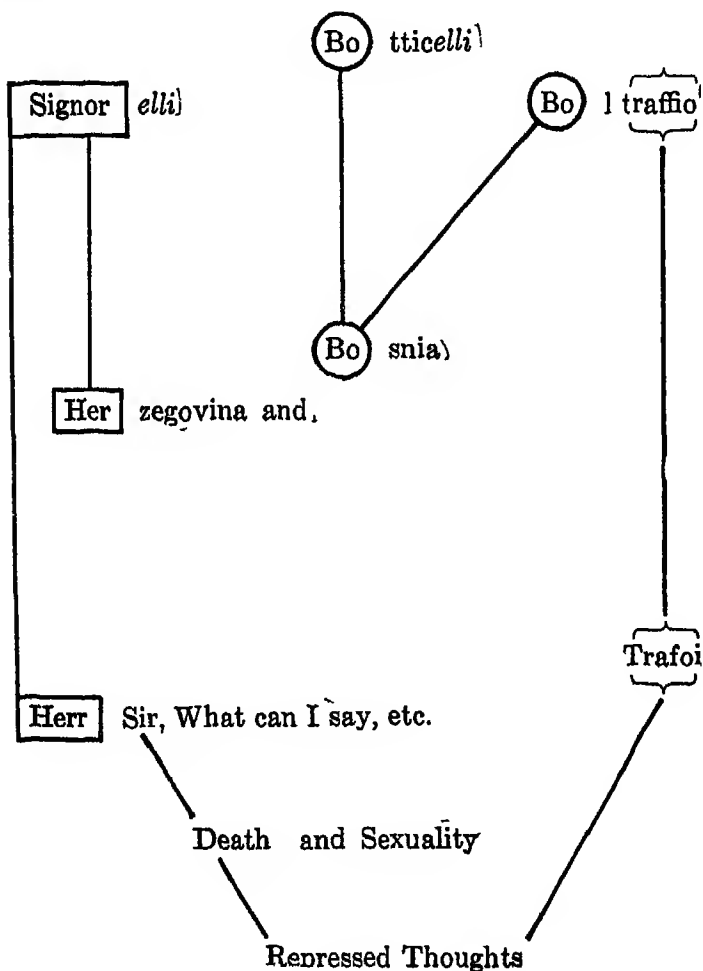 Bo tticelli
Signor elli
Bo ltraffio
Bo snia
Her zegovina and
Trafoi
Herr Sir, What can I say, etc.
Death and Sexuality
Repressed Thoughts